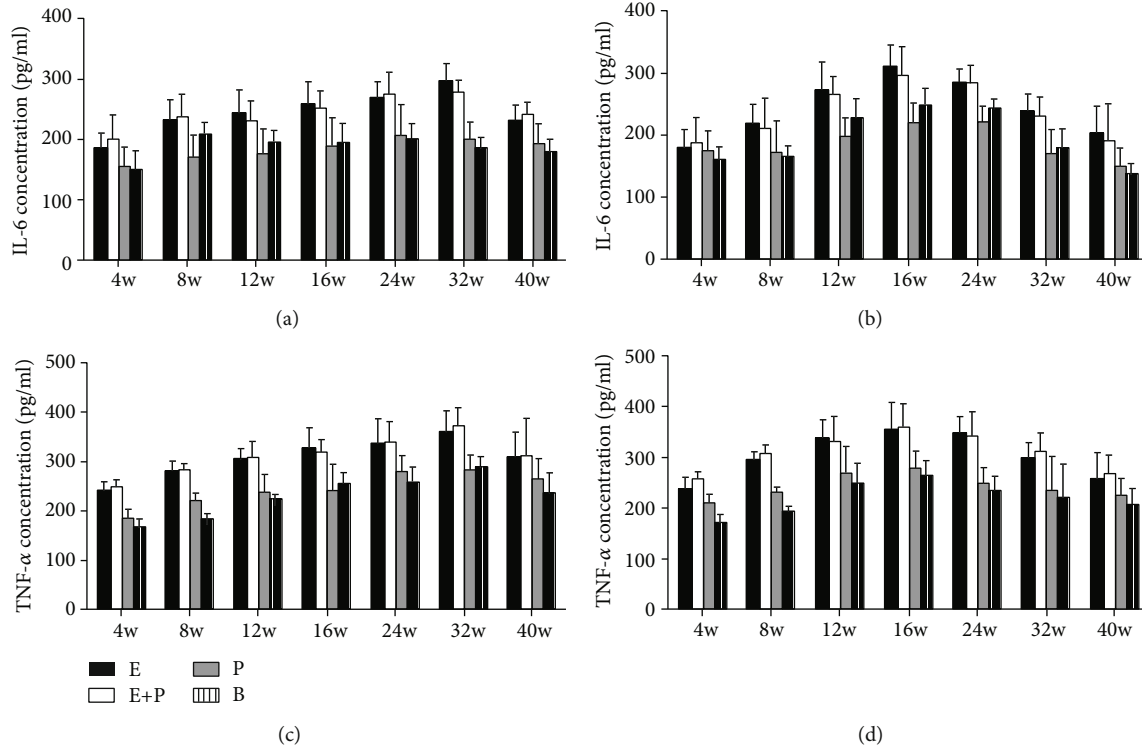 (a)
IL-6 concentration (pg/ml)
400
300
200
100
0
4w 8w 12w 16w 24w 32w 40w
(b)
IL-6 concentration (pg/ml)
400
300
200
100
0
4w 8w 12w 16w 24w 32w 40w
(c)
TNF-α concentration (pg/ml)
500
400
300
200
100
0
4w 8w 12w 16w 24w 32w 40w
E
E+P
P
B
(d)
TNF-α concentration (pg/ml)
500
400
300
200
100
0
4w 8w 12w 16w 24w 32w 40w